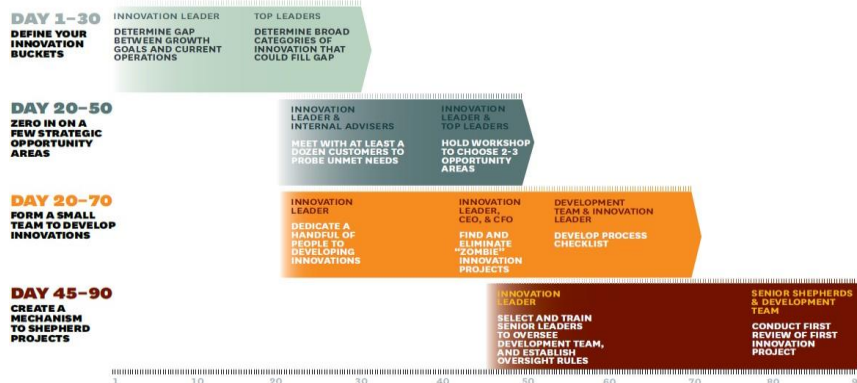 DAY 1–30
DEFINE YOUR
INNOVATION
BUCKETS
INNOVATION LEADER
DETERMINE GAP
BETWEEN GROWTH
GOALS AND CURRENT
OPERATIONS
TOP LEADERS
DETERMINE BROAD
CATEGORIES OF
INNOVATION THAT
COULD FILL GAP
DAY 20–50
ZERO IN ON A
FEW STRATEGIC
OPPORTUNITY
AREAS
INNOVATION
LEADER &
INTERNAL ADVISERS
MEET WITH AT LEAST A
DOZEN CUSTOMERS TO
PROBE UNMET NEEDS
INNOVATION
LEADER &
TOP LEADERS
HOLD WORKSHOP
TO CHOOSE 2-3
OPPORTUNITY
AREAS
DAY 20–70
FORM A SMALL
TEAM TO DEVELOP
INNOVATIONS
INNOVATION
LEADER
DEDICATE A
HANDFUL OF
PEOPLE TO
DEVELOPING
INNOVATIONS
INNOVATION
LEADER,
CEO, & CFO
FIND AND
ELIMINATE
"ZOMBIE"
INNOVATION
PROJECTS
DEVELOPMENT
TEAM & INNOVATION
LEADER
DEVELOP PROCESS
CHECKLIST
DAY 45–90
CREATE A
MECHANISM
TO SHEPHERD
PROJECTS
INNOVATION
LEADER
SELECT AND TRAIN
SENIOR LEADERS
TO OVERSEE
DEVELOPMENT TEAM,
AND ESTABLISH
OVERSIGHT RULES
SENIOR SHEPHERDS
& DEVELOPMENT
TEAM
CONDUCT FIRST
REVIEW OF FIRST
INNOVATION
PROJECT
1 10 20 30 40 50 60 70 80